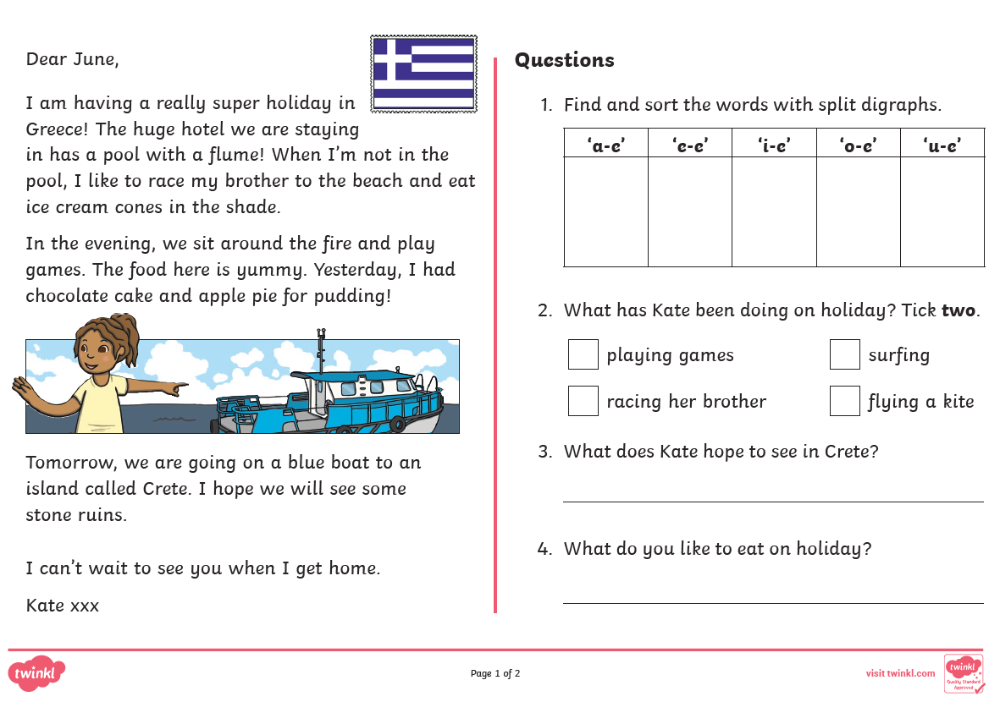 Dear June,
I am having a really super holiday in
Greece! The huge hotel we are staying
in has a pool with a flume! When I'm not in the
pool, I like to race my brother to the beach and eat
ice cream cones in the shade.
In the evening, we sit around the fire and play
games. The food here is yummy. Yesterday, I had
chocolate cake and apple pie for pudding!
Tomorrow, we are going on a blue boat to an
island called Crete. I hope we will see some
stone ruins.
I can't wait to see you when I get home.
Kate xxx
Questions
1. Find and sort the words with split digraphs.
'a-e' 'e-e' 'i-e' 'o-e' 'u-e'
2. What has Kate been doing on holiday? Tick two.
playing games surfing
racing her brother flying a kite
3. What does Kate hope to see in Crete?
4. What do you like to eat on holiday?
twinkl
Page 1 of 2
visit twinkl.com
twinkl
Quality Standard
Approved